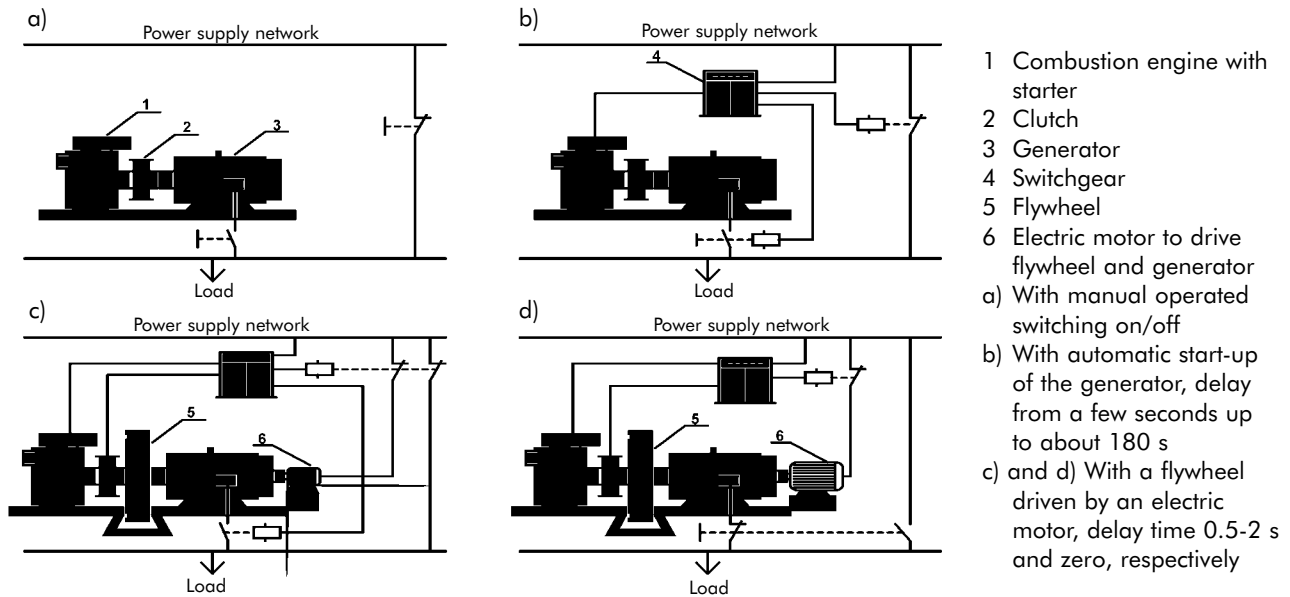 a)
Power supply network
1
2
3
Load
b)
Power supply network
4
Load
c)
Power supply network
5
6
Load
d)
Power supply network
5
6
Load
1 Combustion engine with
starter
2 Clutch
3 Generator
4 Switchgear
5 Flywheel
6 Electric motor to drive
flywheel and generator
a) With manual operated
switching on/off
b) With automatic start-up
of the generator, delay
from a few seconds up
to about 180 s
c) and d) With a flywheel
driven by an electric
motor, delay time 0.5-2 s
and zero, respectively